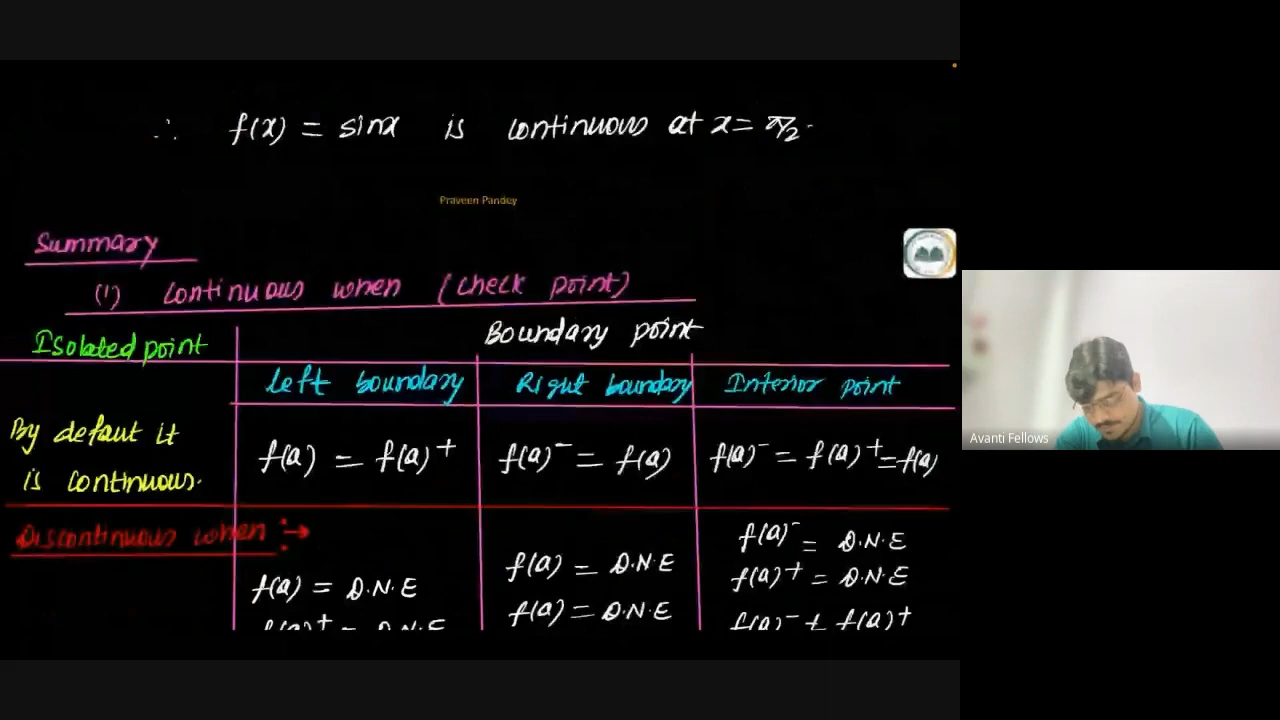 ∴ f(x) = sinx is continuous at x = π/2.
Praveen Pandey
Summary
(1) continuous when (check point)
Isolated point
Boundary point
Left boundary
Right boundary
Interior point
By defaut it
is continuous.
f(a) = f(a)⁺
f(a)⁻ = f(a)
f(a)⁻ = f(a)⁺ = f(a)
Discontinuous when :→
f(a) = D.N.E
f(a)⁺ = D.N.E
f(a) = D.N.E
f(a) = D.N.E
f(a)⁻ = D.N.E
f(a)⁺ = D.N.E
f(a)⁻ ≠ f(a)⁺
Avanti Fellows